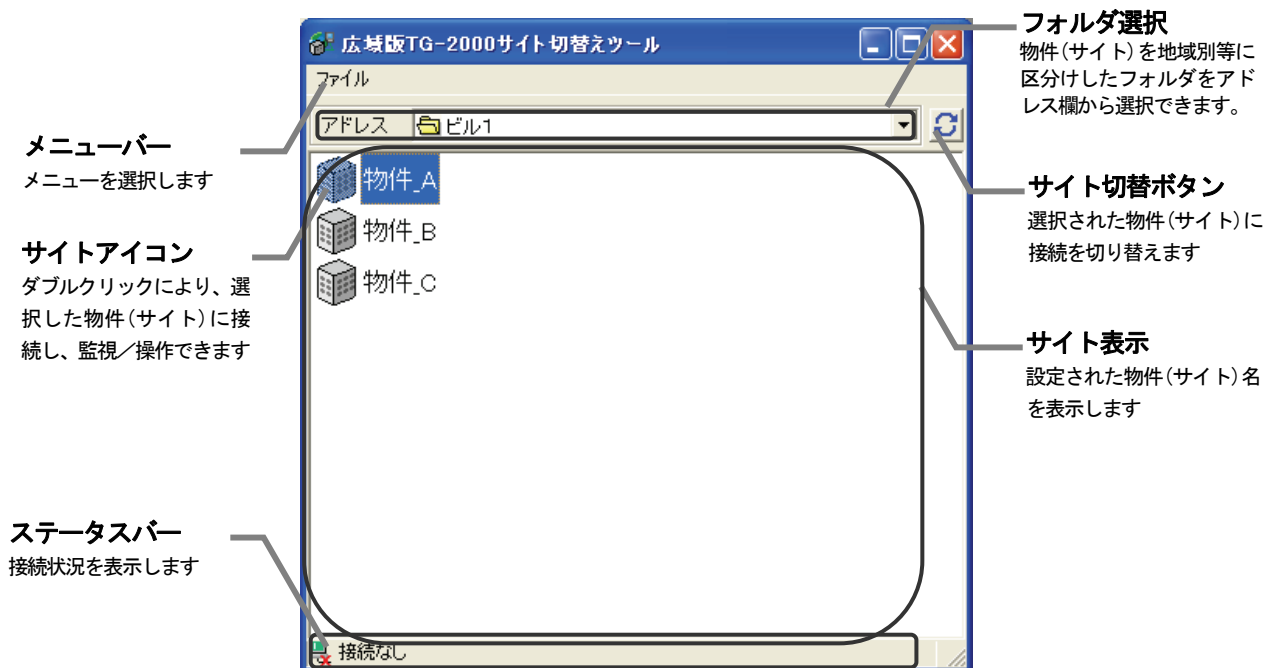 フォルダ選択
物件(サイト)を地域別等に
区分けしたフォルダをアド
レス欄から選択できます。
広域版TG-2000サイト切替えツール
ファイル
アドレス ビル1
メニューバー
メニューを選択します
物件_A
物件_B
物件_C
サイト切替ボタン
選択された物件(サイト)に
接続を切り替えます
サイトアイコン
ダブルクリックにより、選
択した物件(サイト)に接
続し、監視／操作できます
サイト表示
設定された物件(サイト)名
を表示します
ステータスバー
接続状況を表示します
接続なし